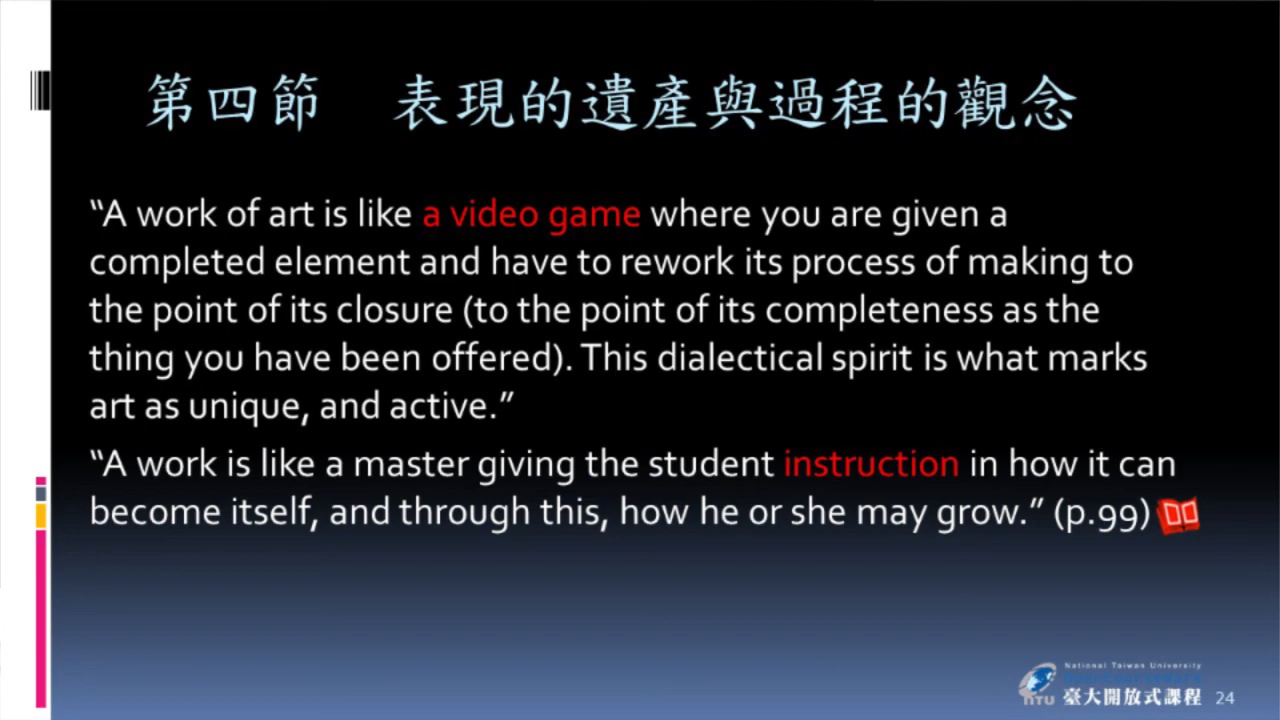 第四節 表現的遺產與過程的觀念
“A work of art is like a video game where you are given a
completed element and have to rework its process of making to
the point of its closure (to the point of its completeness as the
thing you have been offered). This dialectical spirit is what marks
art as unique, and active.”
“A work is like a master giving the student instruction in how it can
become itself, and through this, how he or she may grow.” (p.99)
National Taiwan University
NTU 臺大開放式課程 24